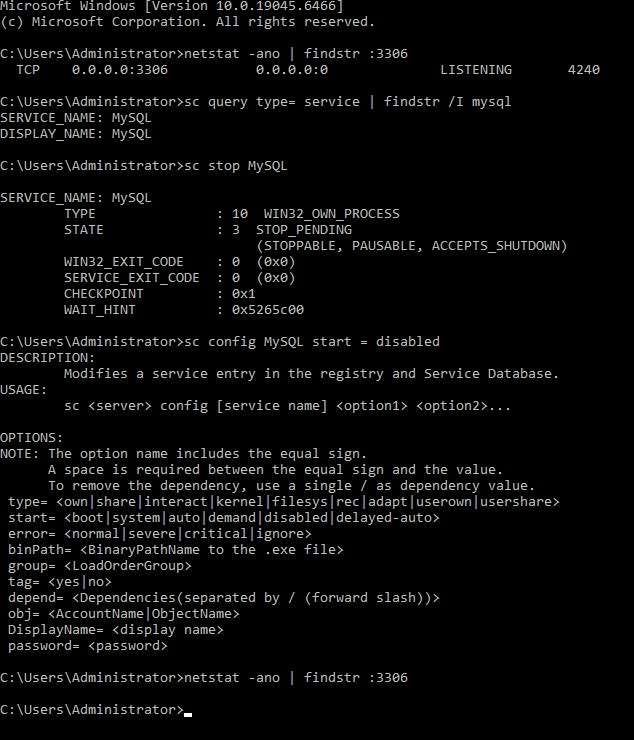 Microsoft Windows [Version 10.0.19045.6466]
(c) Microsoft Corporation. All rights reserved.
C:\Users\Administrator>netstat -ano | findstr :3306
TCP    0.0.0.0:3306           0.0.0.0:0              LISTENING       4240
C:\Users\Administrator>sc query type= service | findstr /I mysql
SERVICE_NAME: MySQL
DISPLAY_NAME: MySQL
C:\Users\Administrator>sc stop MySQL
SERVICE_NAME: MySQL
TYPE               : 10  WIN32_OWN_PROCESS
STATE              : 3  STOP_PENDING
(STOPPABLE, PAUSABLE, ACCEPTS_SHUTDOWN)
WIN32_EXIT_CODE    : 0  (0x0)
SERVICE_EXIT_CODE  : 0  (0x0)
CHECKPOINT         : 0x1
WAIT_HINT          : 0x5265c00
C:\Users\Administrator>sc config MySQL start = disabled
DESCRIPTION:
Modifies a service entry in the registry and Service Database.
USAGE:
sc <server> config [service name] <option1> <option2>...
OPTIONS:
NOTE: The option name includes the equal sign.
A space is required between the equal sign and the value.
To remove the dependency, use a single / as dependency value.
type= <own|share|interact|kernel|filesys|rec|adapt|userown|usershare>
start= <boot|system|auto|demand|disabled|delayed-auto>
error= <normal|severe|critical|ignore>
binPath= <BinaryPathName to the .exe file>
group= <LoadOrderGroup>
tag= <yes|no>
depend= <Dependencies(separated by / (forward slash))>
obj= <AccountName|ObjectName>
DisplayName= <display name>
password= <password>
C:\Users\Administrator>netstat -ano | findstr :3306
C:\Users\Administrator>